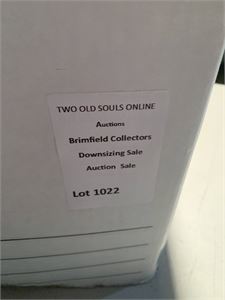 TWO OLD SOULS ONLINE
Auctions
Brimfield Collectors
Downsizing Sale
Auction Sale
Lot 1022